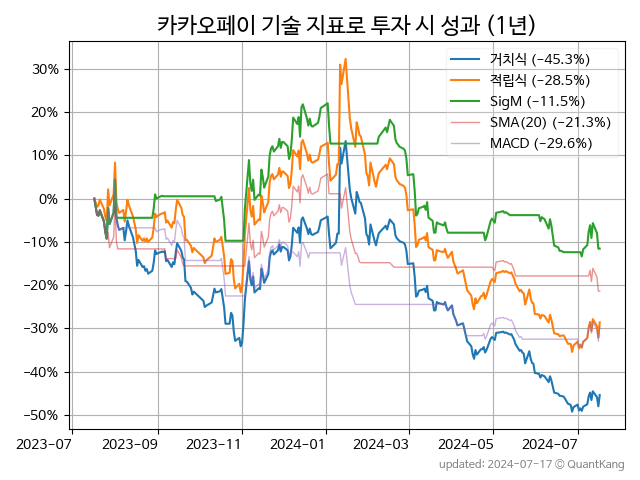 카카오페이 기술 지표로 투자 시 성과 (1년)
거치식 (−45.3%)
적립식 (−28.5%)
SigM (−11.5%)
SMA(20) (−21.3%)
MACD (−29.6%)
30%
20%
10%
0%
−10%
−20%
−30%
−40%
−50%
2023-07 2023-09 2023-11 2024-01 2024-03 2024-05 2024-07
updated: 2024-07-17 © QuantKang